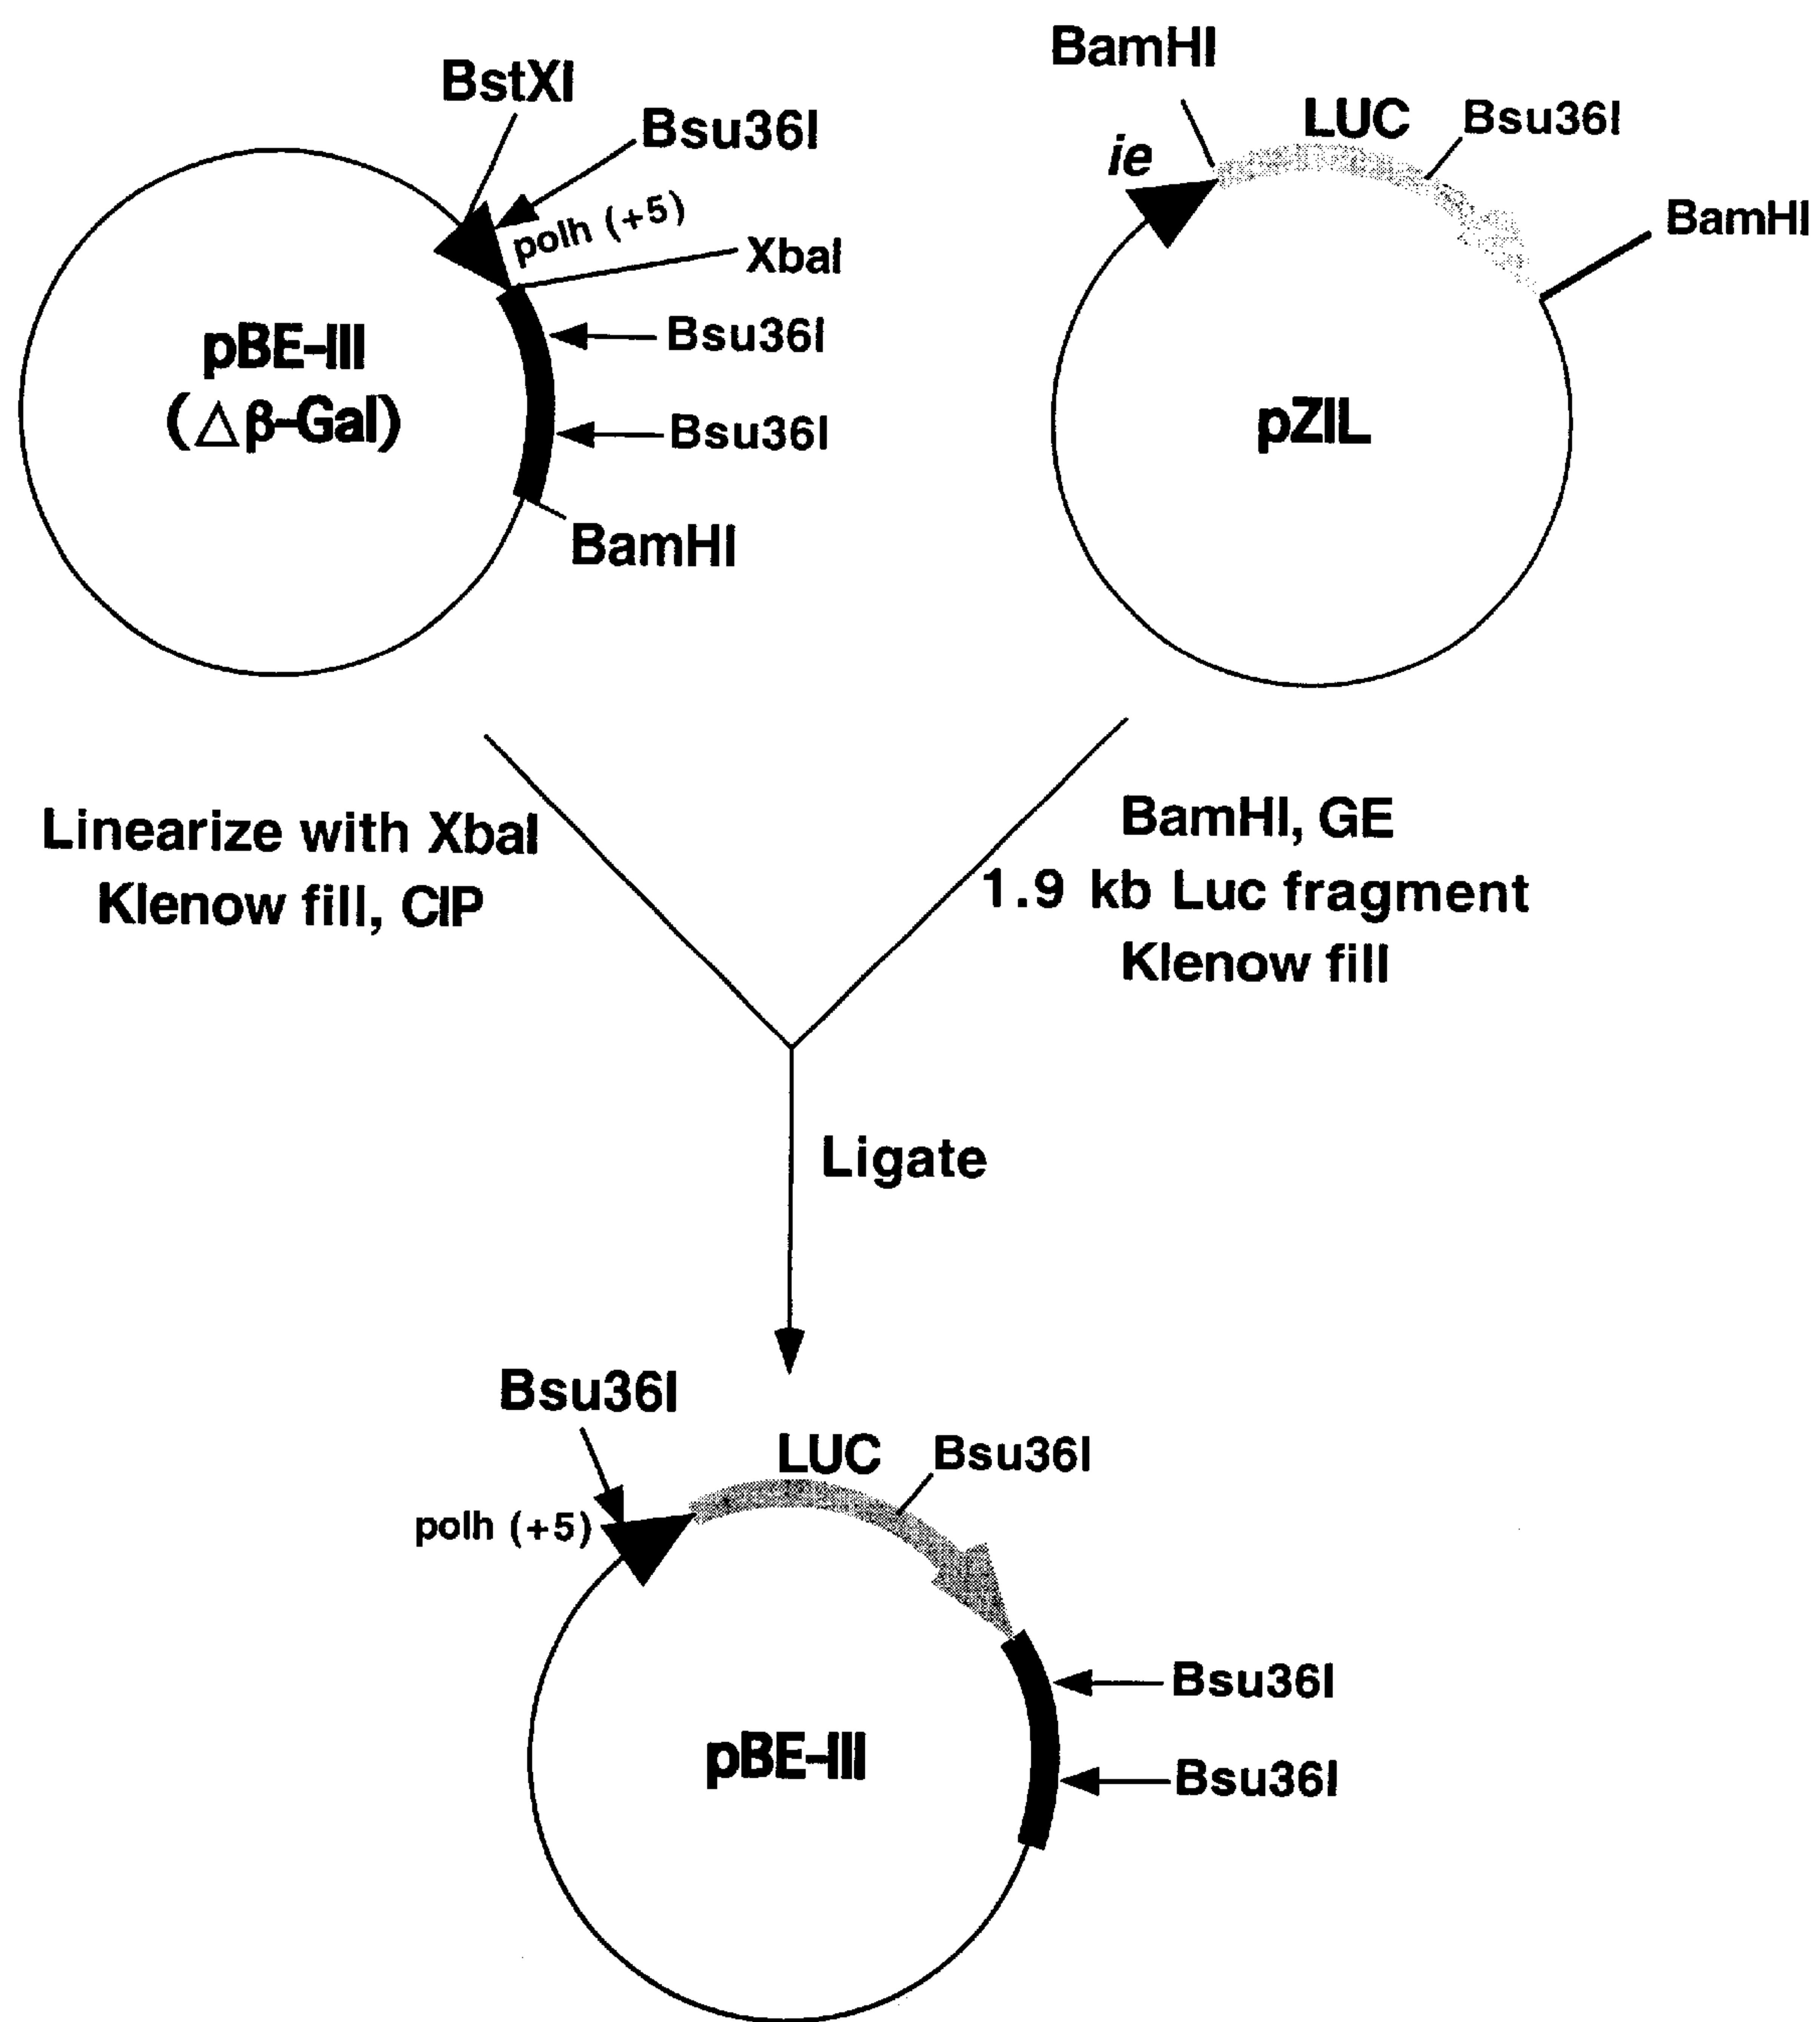 BstXI
Bsu36I
polh (+5)
XbaI
Bsu36I
Bsu36I
BamHI
pBE-III
(△β-Gal)
BamHI
ie
LUC
Bsu36I
BamHI
pZIL
Linearize with XbaI
Klenow fill, CIP
BamHI, GE
1.9 kb Luc fragment
Klenow fill
Ligate
Bsu36I
polh (+5)
LUC
Bsu36I
Bsu36I
Bsu36I
pBE-III